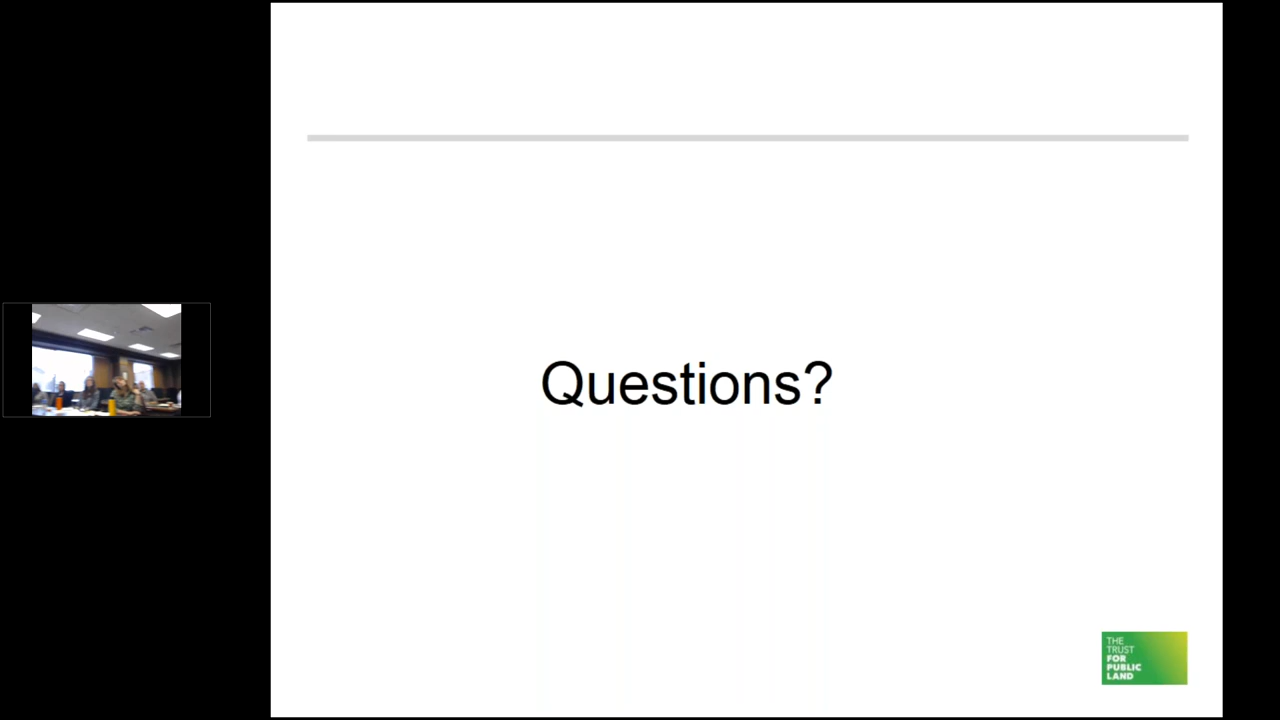 Questions?
THE
TRUST
FOR
PUBLIC
LAND